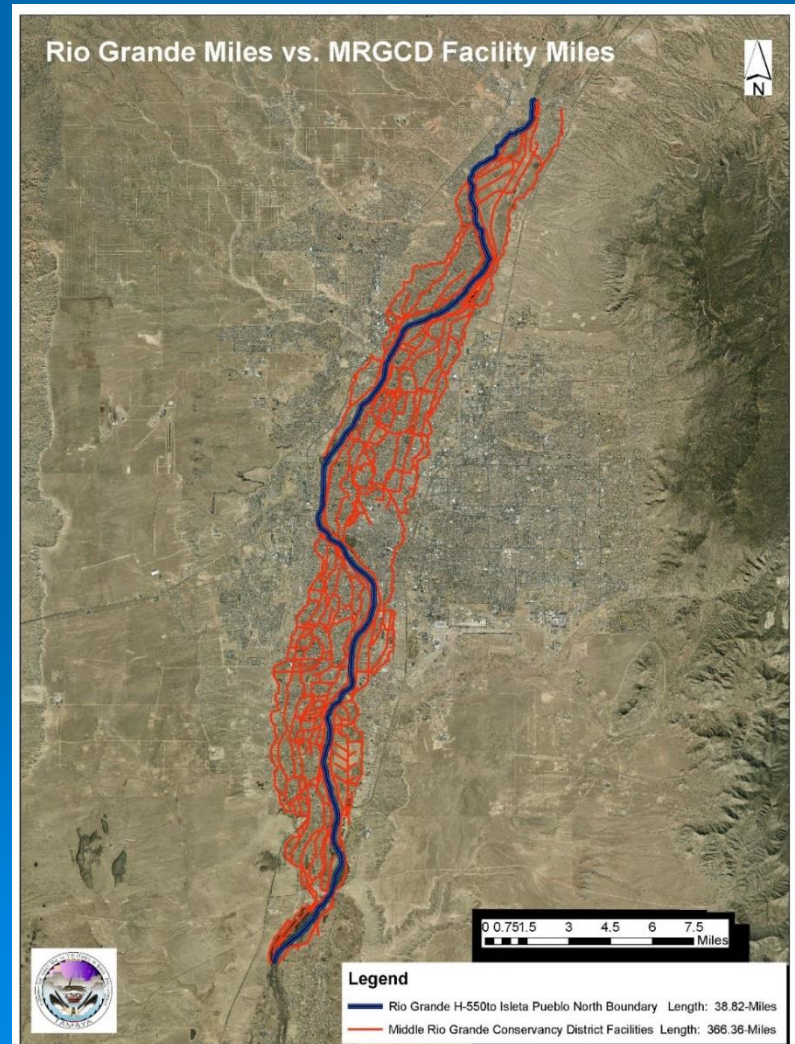 Rio Grande Miles vs. MRGCD Facility Miles
N
0 0.751.5 3 4.5 6 7.5
Miles
Legend
Rio Grande H-550to Isleta Pueblo North Boundary Length: 38.82-Miles
Middle Rio Grande Conservancy District Facilities Length: 366.36-Miles
TAMAYA